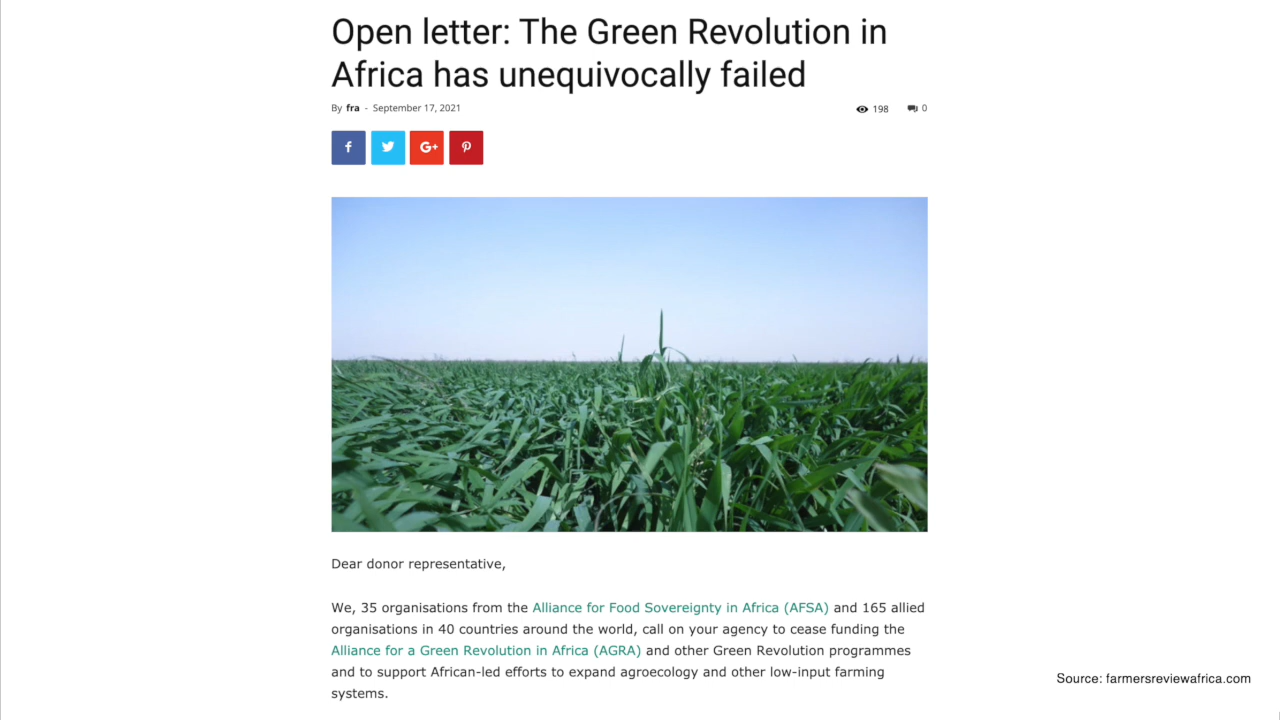 Open letter: The Green Revolution in
Africa has unequivocally failed
By fra - September 17, 2021
198 0
f G+
Dear donor representative,
We, 35 organisations from the Alliance for Food Sovereignty in Africa (AFSA) and 165 allied
organisations in 40 countries around the world, call on your agency to cease funding the
Alliance for a Green Revolution in Africa (AGRA) and other Green Revolution programmes
and to support African-led efforts to expand agroecology and other low-input farming
systems.
Source: farmersreviewafrica.com